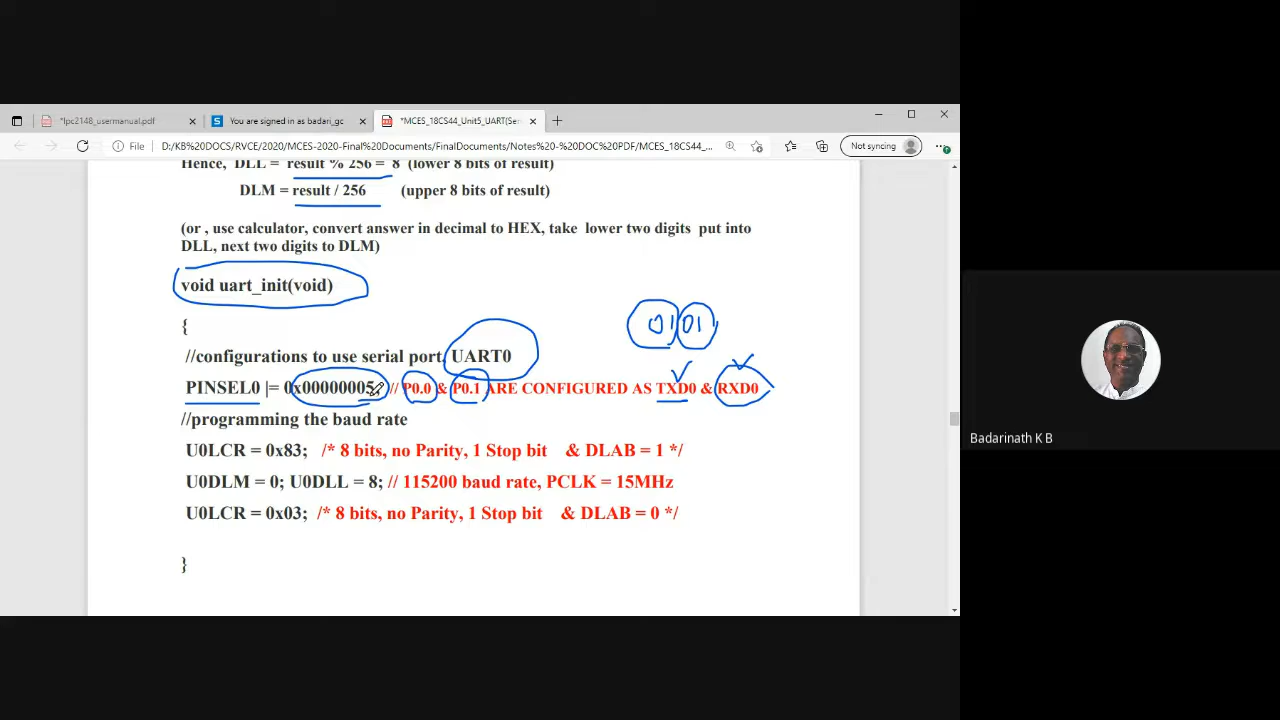 *lpc2148_usermanual.pdf
You are signed in as badari_gc
*MCES_18CS44_Unit5_UART(Ser
File
D:/KB%20DOCS/RVCE/2020/MCES-2020-Final%20Documents/FinalDocuments/Notes%20-%20DOC%20PDF/MCES_18CS44_...
Not syncing
Hence, DLL = result % 256 = 8 (lower 8 bits of result)
DLM = result / 256 (upper 8 bits of result)
(or , use calculator, convert answer in decimal to HEX, take lower two digits put into
DLL, next two digits to DLM)
void uart_init(void)
01 01
{
//configurations to use serial port UART0
PINSEL0 |= 0x00000005; // P0.0 & P0.1 ARE CONFIGURED AS TXD0 & RXD0
//programming the baud rate
U0LCR = 0x83; /* 8 bits, no Parity, 1 Stop bit & DLAB = 1 */
U0DLM = 0; U0DLL = 8; // 115200 baud rate, PCLK = 15MHz
U0LCR = 0x03; /* 8 bits, no Parity, 1 Stop bit & DLAB = 0 */
}
Badarinath K B